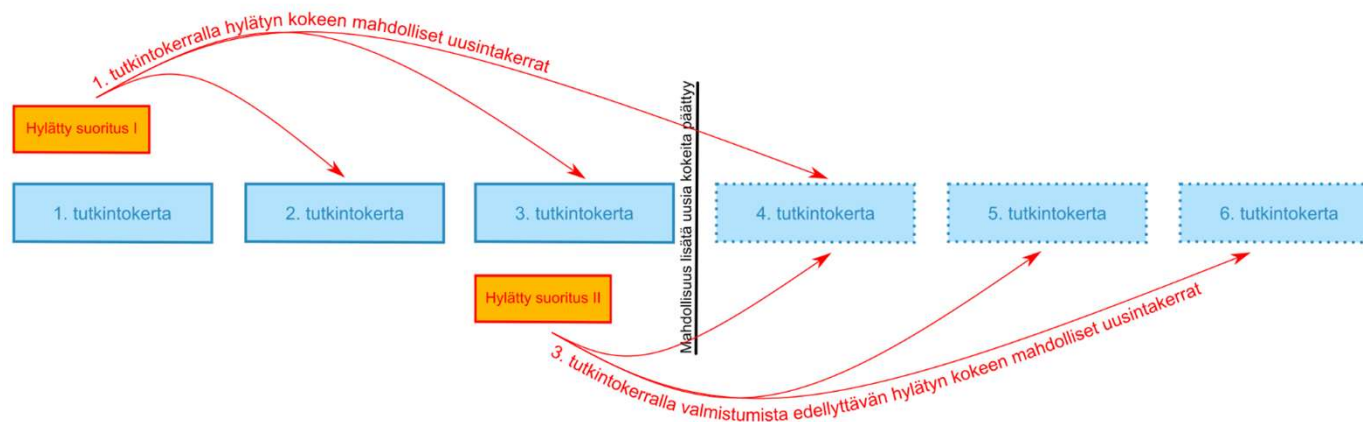 1. tutkintokerralla hylätyn kokeen mahdolliset uusintakerrat
Hylätty suoritus I
Mahdollisuus lisätä uusia kokeita päättyy
1. tutkintokerta
2. tutkintokerta
3. tutkintokerta
4. tutkintokerta
5. tutkintokerta
6. tutkintokerta
Hylätty suoritus II
3. tutkintokerralla valmistumista edellyttävän hylätyn kokeen mahdolliset uusintakerrat